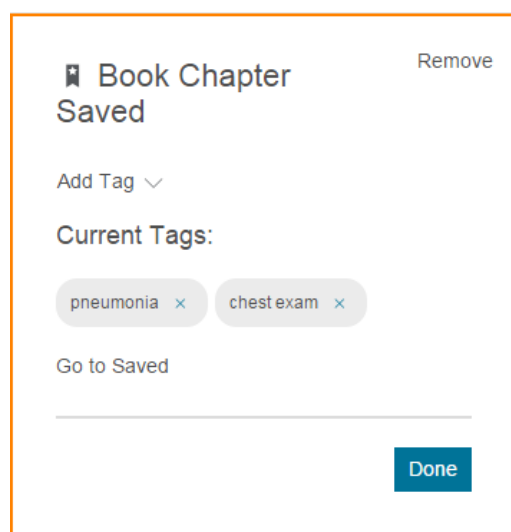 Book Chapter
Saved
Remove
Add Tag
Current Tags:
pneumonia × chest exam ×
Go to Saved
Done